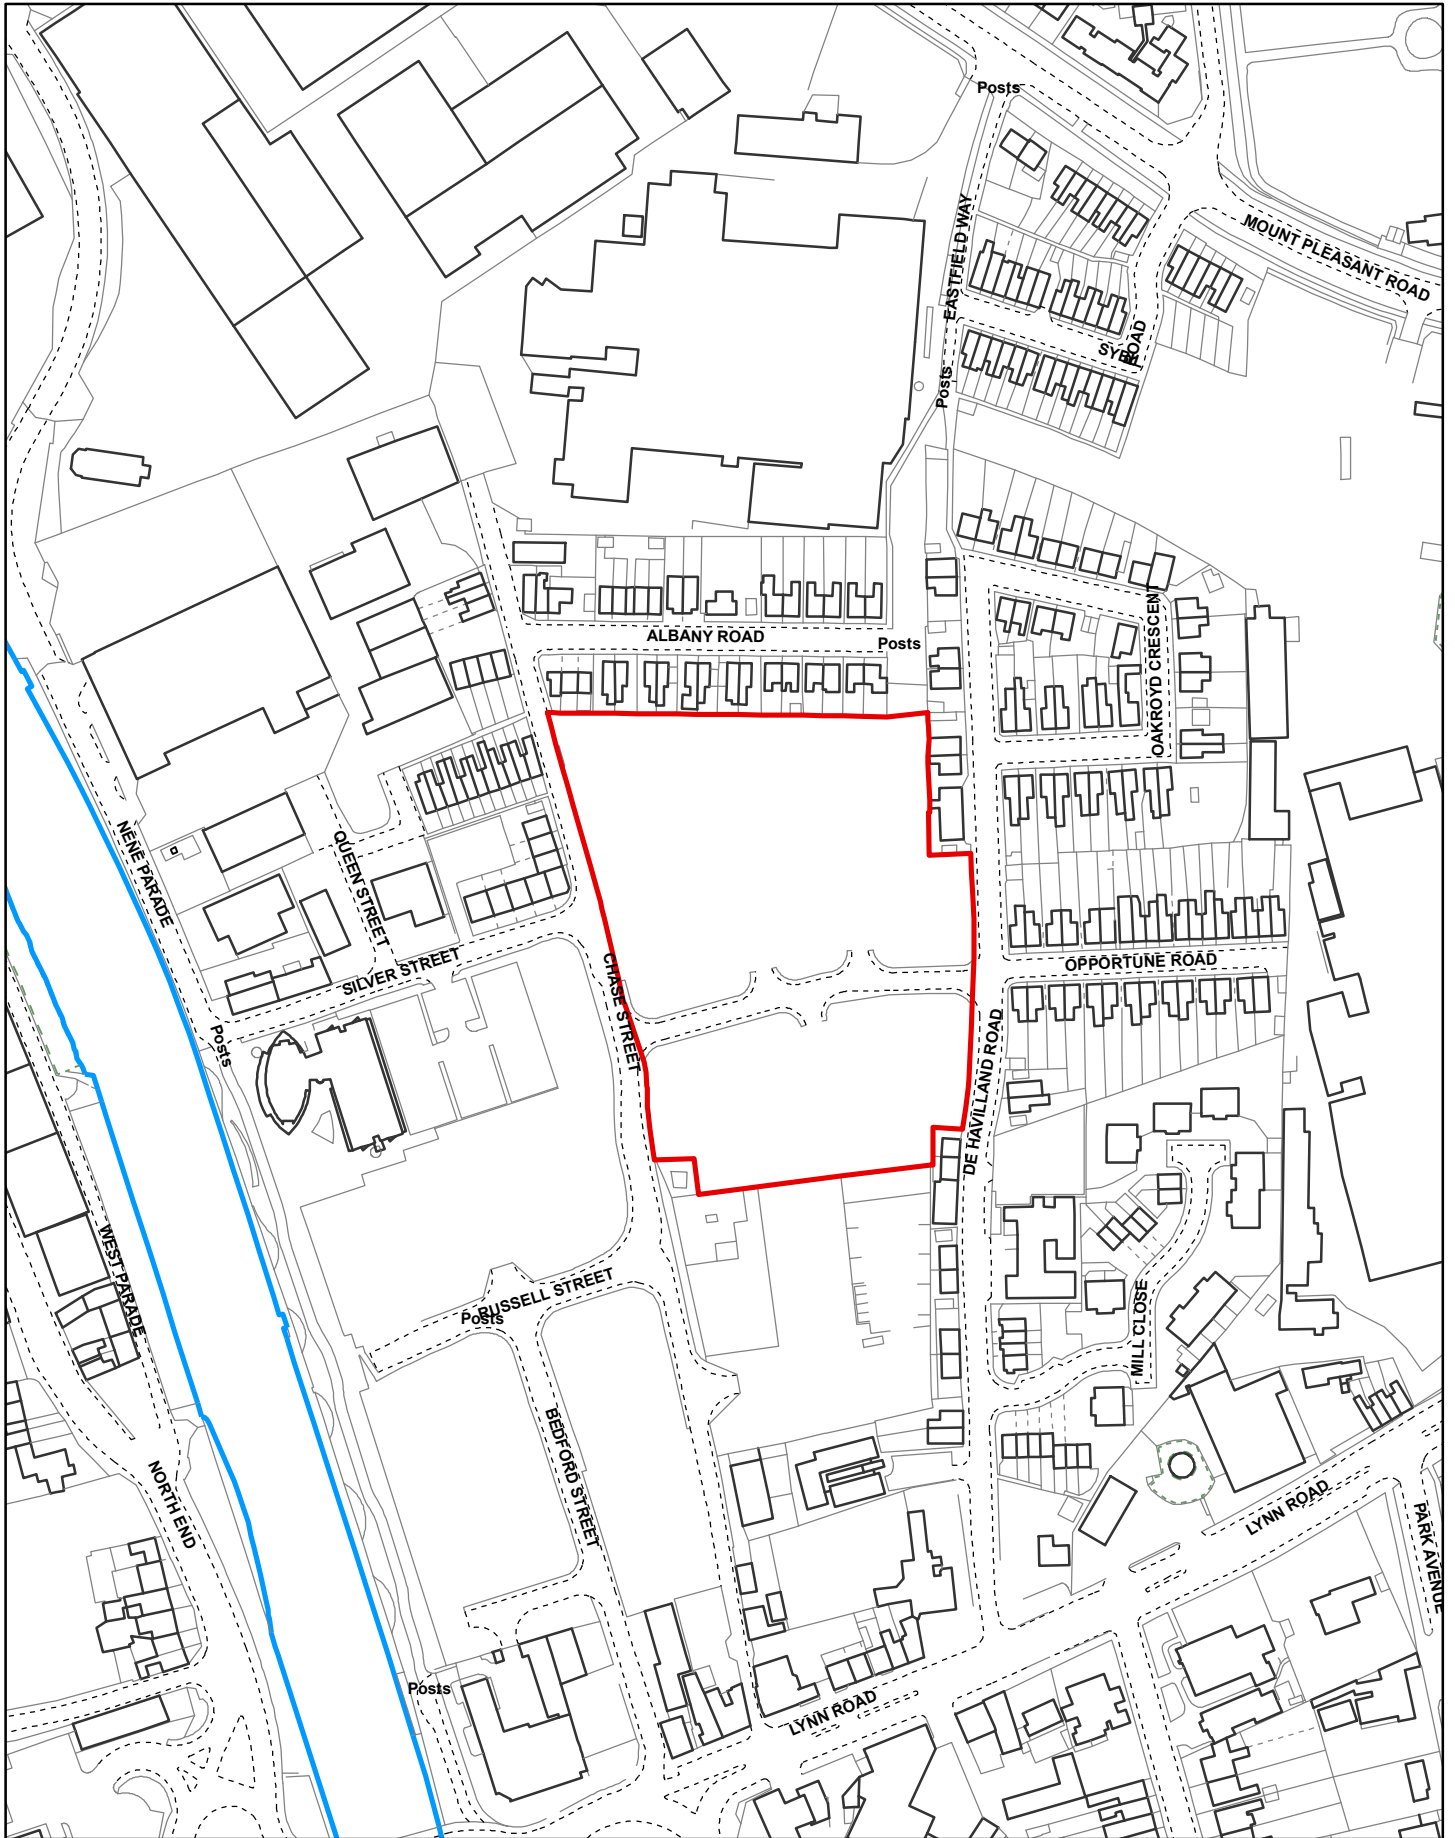 Posts
EASTFIELD WAY
MOUNT PLEASANT ROAD
ROAD
Posts
ALBANY ROAD
Posts
OAKROYD CRESCENT
NENE PARADE
QUEEN STREET
SILVER STREET
CHASE STREET
OPPORTUNE ROAD
Posts
DE HAVILLAND ROAD
WEST PARADE
RUSSELL STREET
Posts
MILL CLOSE
BEDFORD STREET
NORTH END
LYNN ROAD
PARK AVENUE
Posts
LYNN ROAD